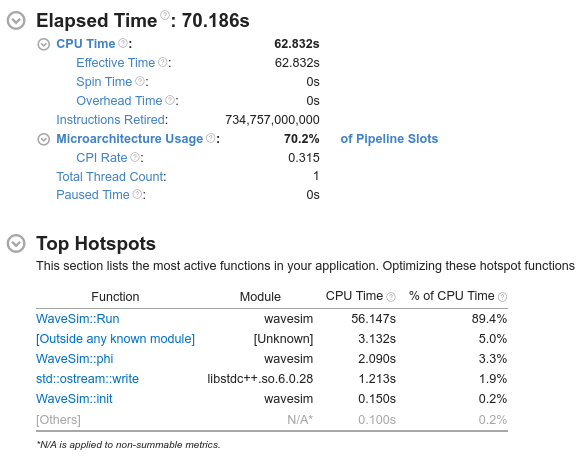 Elapsed Time ?: 70.186s
CPU Time ?: 62.832s
Effective Time ?: 62.832s
Spin Time ?: 0s
Overhead Time ?: 0s
Instructions Retired: 734,757,000,000
Microarchitecture Usage ?: 70.2% of Pipeline Slots
CPI Rate ?: 0.315
Total Thread Count: 1
Paused Time ?: 0s
Top Hotspots
This section lists the most active functions in your application. Optimizing these hotspot functions
Function Module CPU Time ? % of CPU Time ?
WaveSim::Run wavesim 56.147s 89.4%
[Outside any known module] [Unknown] 3.132s 5.0%
WaveSim::phi wavesim 2.090s 3.3%
std::ostream::write libstdc++.so.6.0.28 1.213s 1.9%
WaveSim::init wavesim 0.150s 0.2%
[Others] N/A* 0.100s 0.2%
*N/A is applied to non-summable metrics.